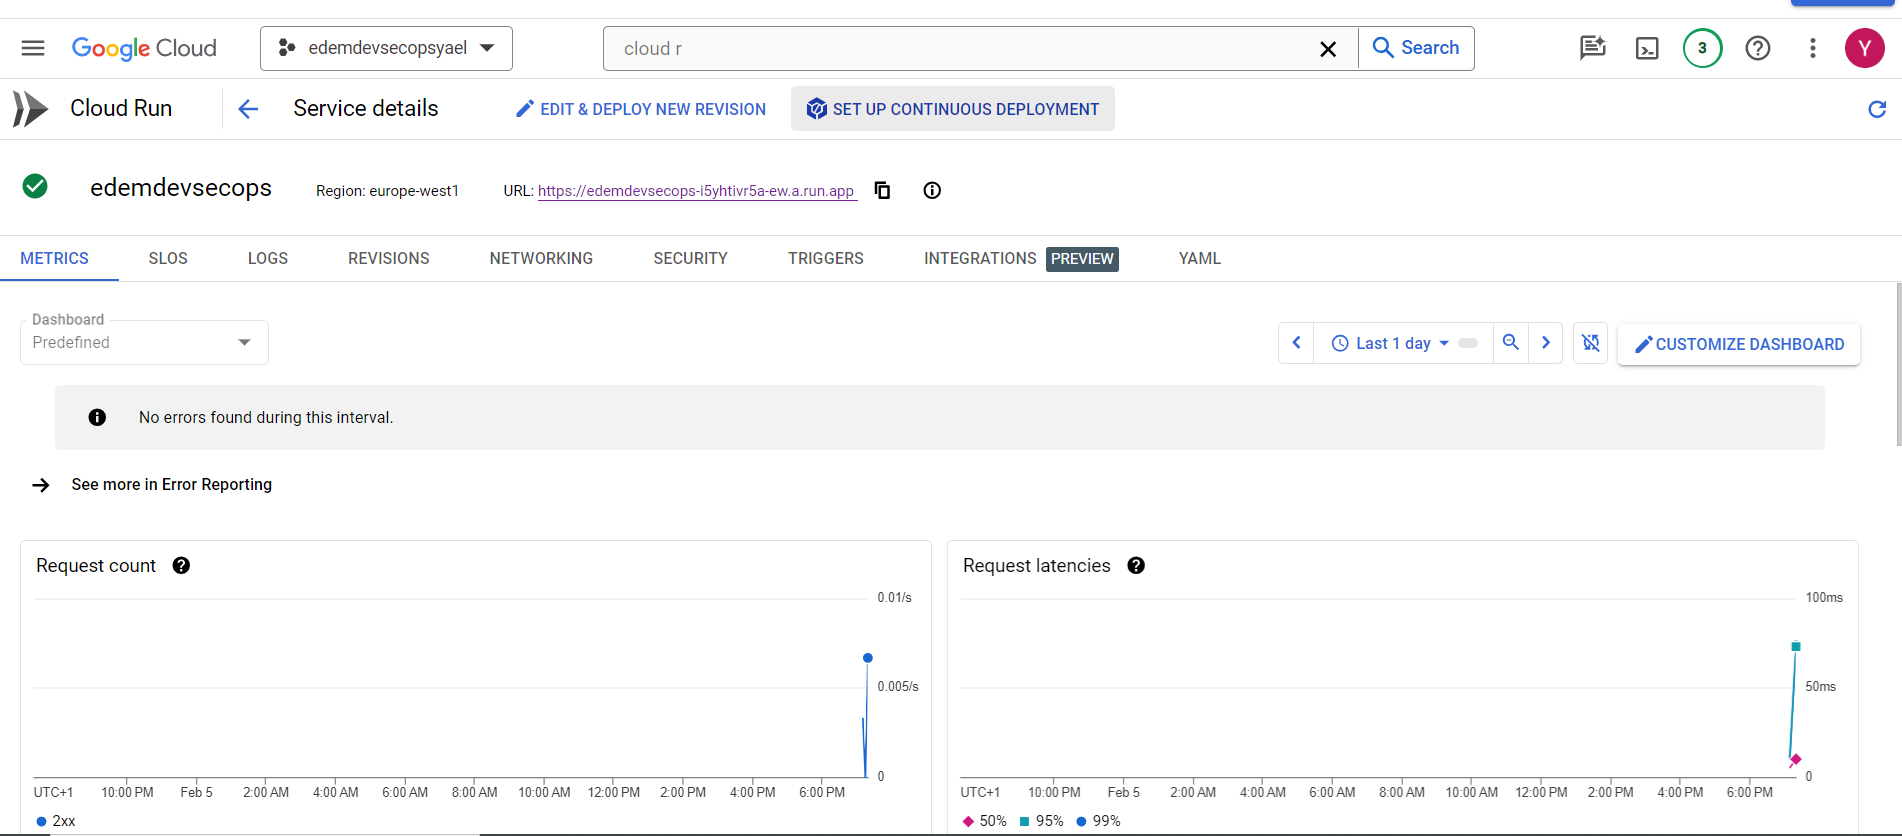 Google Cloud edemdevsecopsyael cloud r Search 3 Y
Cloud Run Service details EDIT & DEPLOY NEW REVISION SET UP CONTINUOUS DEPLOYMENT
edemdevsecops Region: europe-west1 URL: https://edemdevsecops-i5yhtivr5a-ew.a.run.app
METRICS SLOS LOGS REVISIONS NETWORKING SECURITY TRIGGERS INTEGRATIONS PREVIEW YAML
Dashboard
Predefined
Last 1 day CUSTOMIZE DASHBOARD
No errors found during this interval.
See more in Error Reporting
Request count
0.01/s
0.005/s
0
UTC+1 10:00 PM Feb 5 2:00 AM 4:00 AM 6:00 AM 8:00 AM 10:00 AM 12:00 PM 2:00 PM 4:00 PM 6:00 PM
2xx
Request latencies
100ms
50ms
0
UTC+1 10:00 PM Feb 5 2:00 AM 4:00 AM 6:00 AM 8:00 AM 10:00 AM 12:00 PM 2:00 PM 4:00 PM 6:00 PM
50% 95% 99%